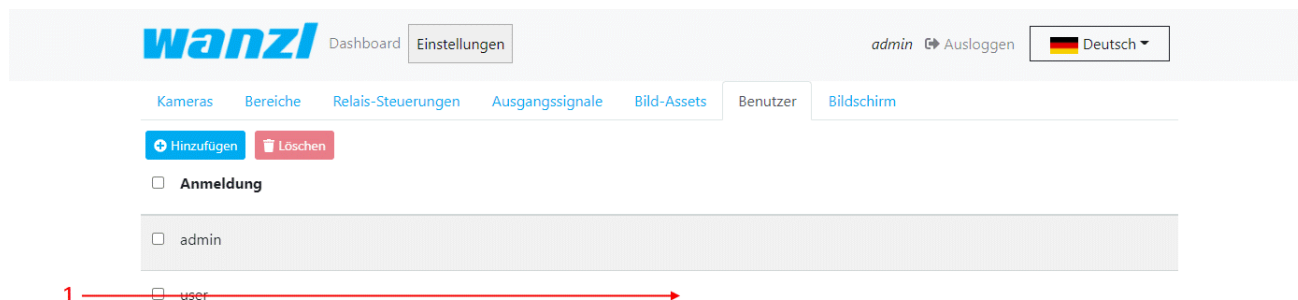 wanzl Dashboard Einstellungen admin Ausloggen Deutsch
Kameras Bereiche Relais-Steuerungen Ausgangssignale Bild-Assets Benutzer Bildschirm
Hinzufügen Löschen
Anmeldung
admin
1 user